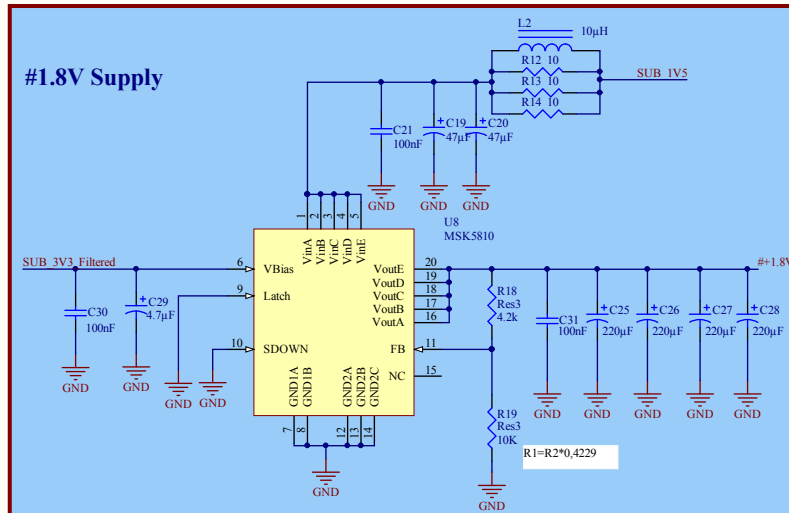 #1.8V Supply
L2
10µH
R12 10
R13 10
R14 10
SUB_1V5
C21
100nF
+
C19
47µF
+
C20
47µF
GND
GND
GND
U8
MSK5810
1
2
3
4
5
VinA
VinB
VinC
VinD
VinE
SUB_3V3_Filtered
6
VBias
9
Latch
10
SDOWN
VoutE
20
VoutD
19
VoutC
18
VoutB
17
VoutA
16
FB
11
NC
15
GND1A
GND1B
GND2A
GND2B
GND2C
7
8
12
13
14
GND
C30
100nF
+
C29
4.7µF
GND
GND
GND
GND
R18
Res3
4.2k
R19
Res3
10K
GND
R1=R2*0,4229
#+1.8V
C31
100nF
+
C25
220µF
+
C26
220µF
+
C27
220µF
+
C28
220µF
GND
GND
GND
GND
GND